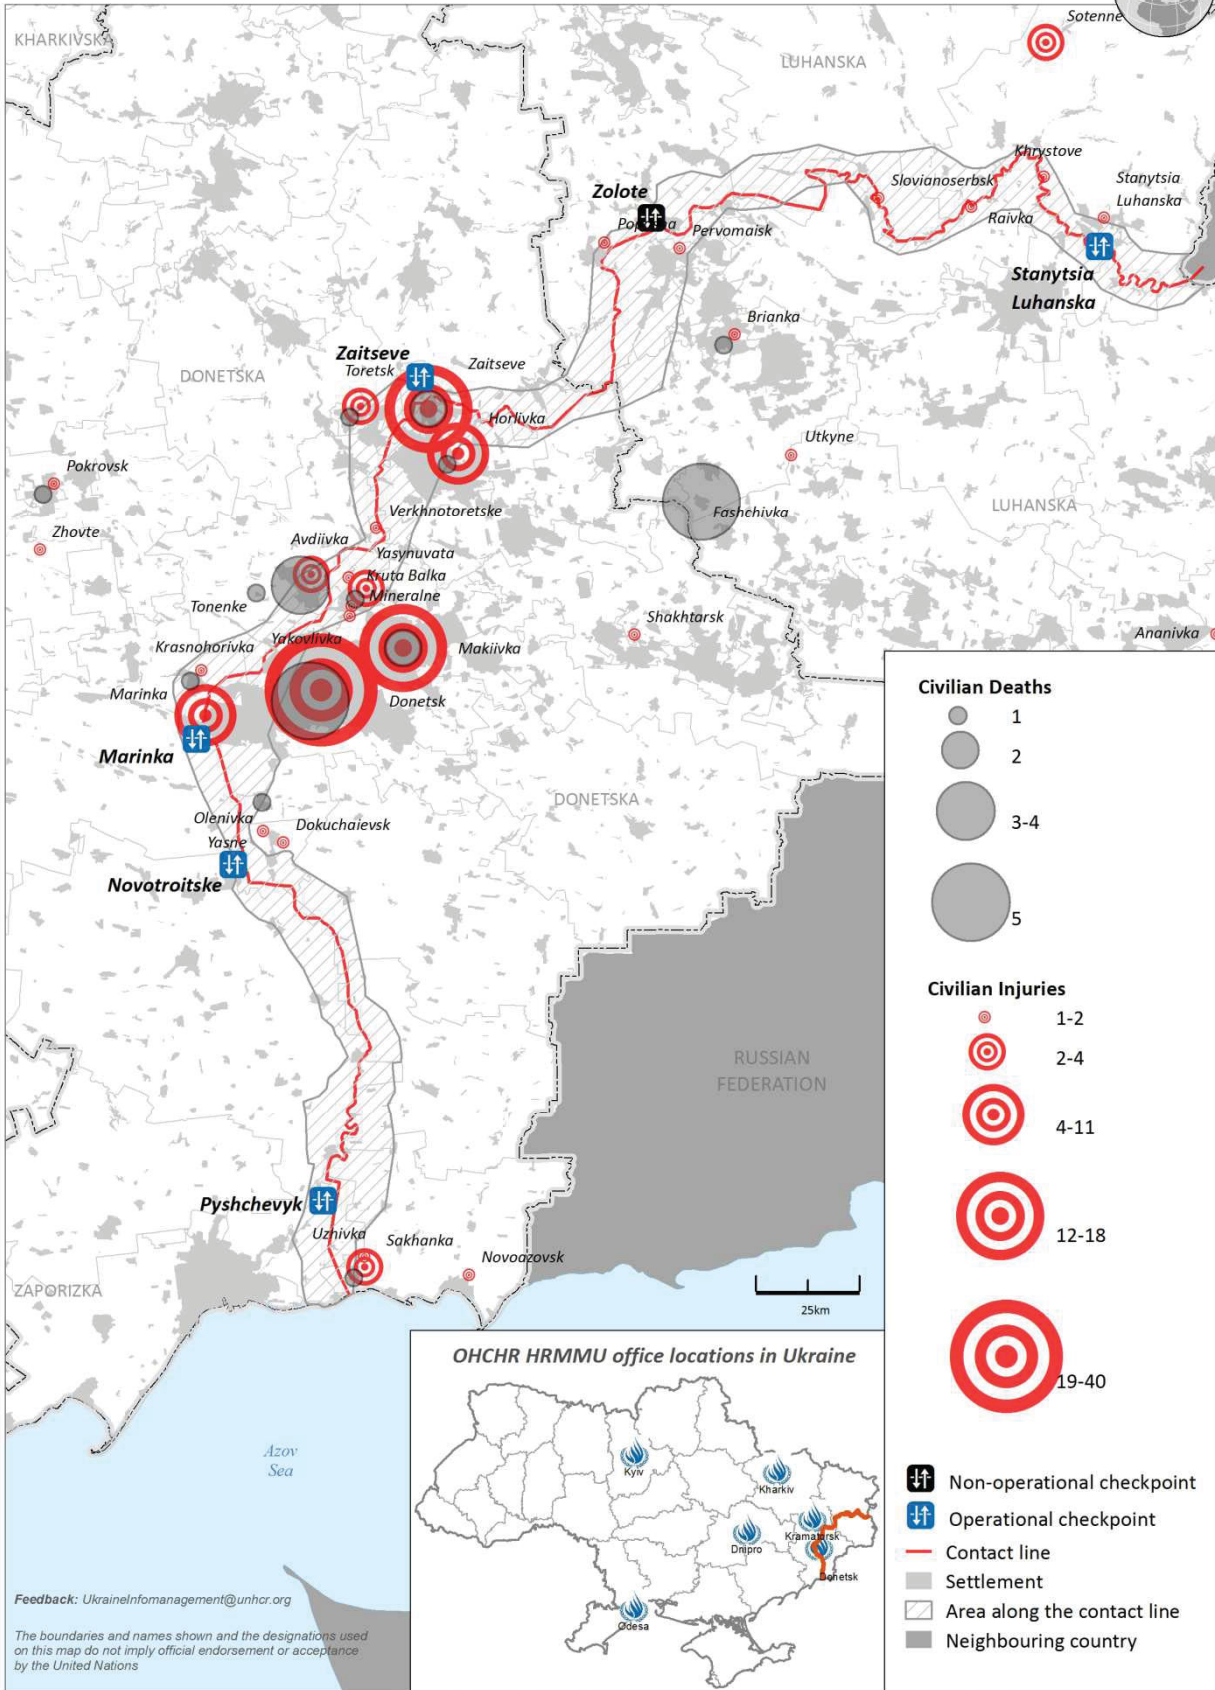 Sotenne
KHARKIVSKA
LUHANSKA
Khrystove
Zolote
Slovianoserbsk
Stanytsia
Luhanska
Raivka
Pervomaisk
Stanytsia
Luhanska
Brianka
Zaitseve
Toretsk
Zaitseve
DONETSKA
Horlivka
Utkyne
Pokrovsk
LUHANSKA
Verkhnotoretske
Fashchivka
Zhovte
Avdiivka
Yasynuvata
Kruta Balka
Mineralne
Tonenke
Shakhtarsk
Ananivka
Krasnohorivka
Yakovlivka
Makiivka
Marinka
Donetsk
Marinka
DONETSKA
Olenivka
Dokuchaievsk
Yasne
Novotroitske
RUSSIAN
FEDERATION
Pyshchevyk
Uzhivka
Sakhanka
Novoazovsk
ZAPORIZKA
25km
Azov
Sea
Civilian Deaths
1
2
3-4
5
Civilian Injuries
1-2
2-4
4-11
12-18
19-40
Non-operational checkpoint
Operational checkpoint
Contact line
Settlement
Area along the contact line
Neighbouring country
OHCHR HRMMU office locations in Ukraine
Kyiv
Kharkiv
Kramatorsk
Dnipro
Donetsk
Odesa
Feedback: UkraineInfomanagement@unhcr.org
The boundaries and names shown and the designations used
on this map do not imply official endorsement or acceptance
by the United Nations